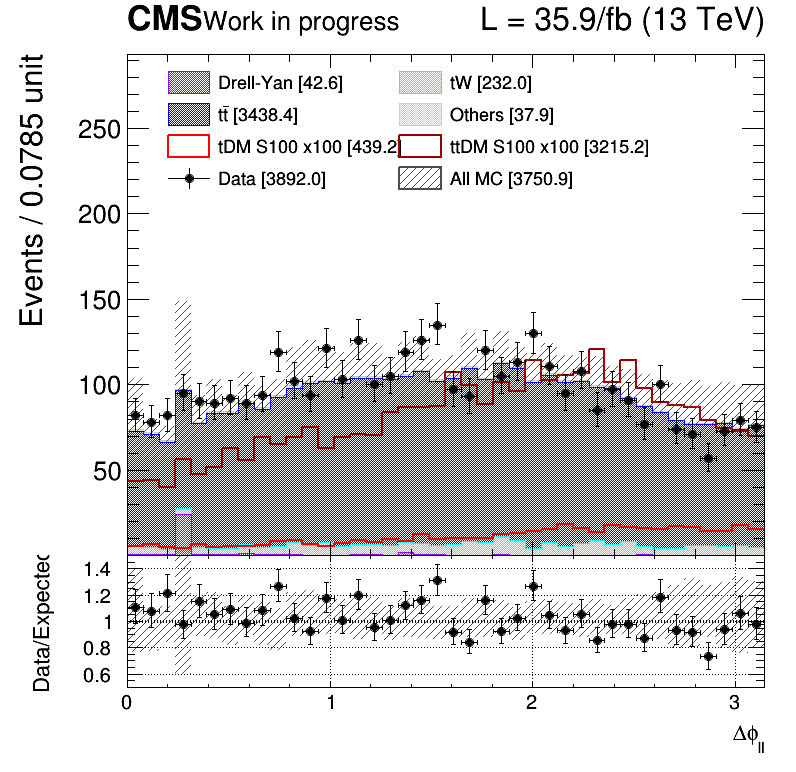 CMS Work in progress L = 35.9/fb (13 TeV)
Events / 0.0785 unit
Drell-Yan [42.6] tW [232.0]
tt̄ [3438.4] Others [37.9]
tDM S100 x100 [439.2] ttDM S100 x100 [3215.2]
Data [3892.0] All MC [3750.9]
250
200
150
100
50
Data/Expected
1.4
1.2
1
0.8
0.6
0 1 2 3
Δϕll